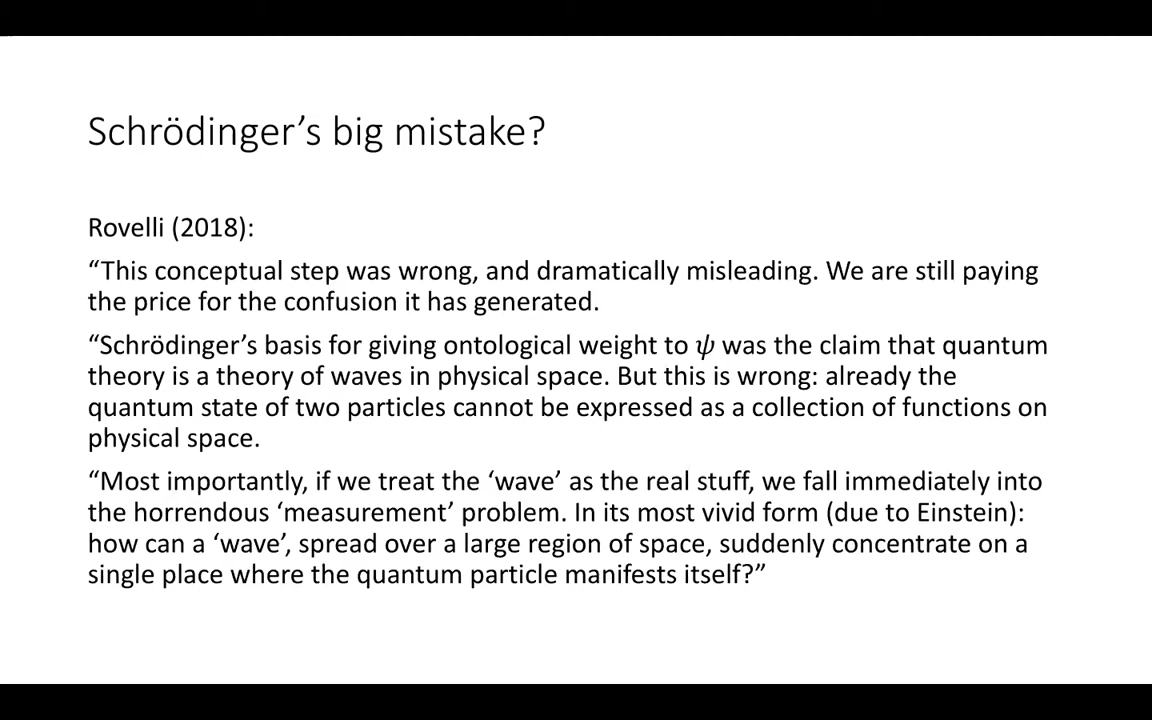 Schrödinger’s big mistake?
Rovelli (2018):
“This conceptual step was wrong, and dramatically misleading. We are still paying
the price for the confusion it has generated.
“Schrödinger’s basis for giving ontological weight to 𝜓 was the claim that quantum
theory is a theory of waves in physical space. But this is wrong: already the
quantum state of two particles cannot be expressed as a collection of functions on
physical space.
“Most importantly, if we treat the ‘wave’ as the real stuff, we fall immediately into
the horrendous ‘measurement’ problem. In its most vivid form (due to Einstein):
how can a ‘wave’, spread over a large region of space, suddenly concentrate on a
single place where the quantum particle manifests itself?”